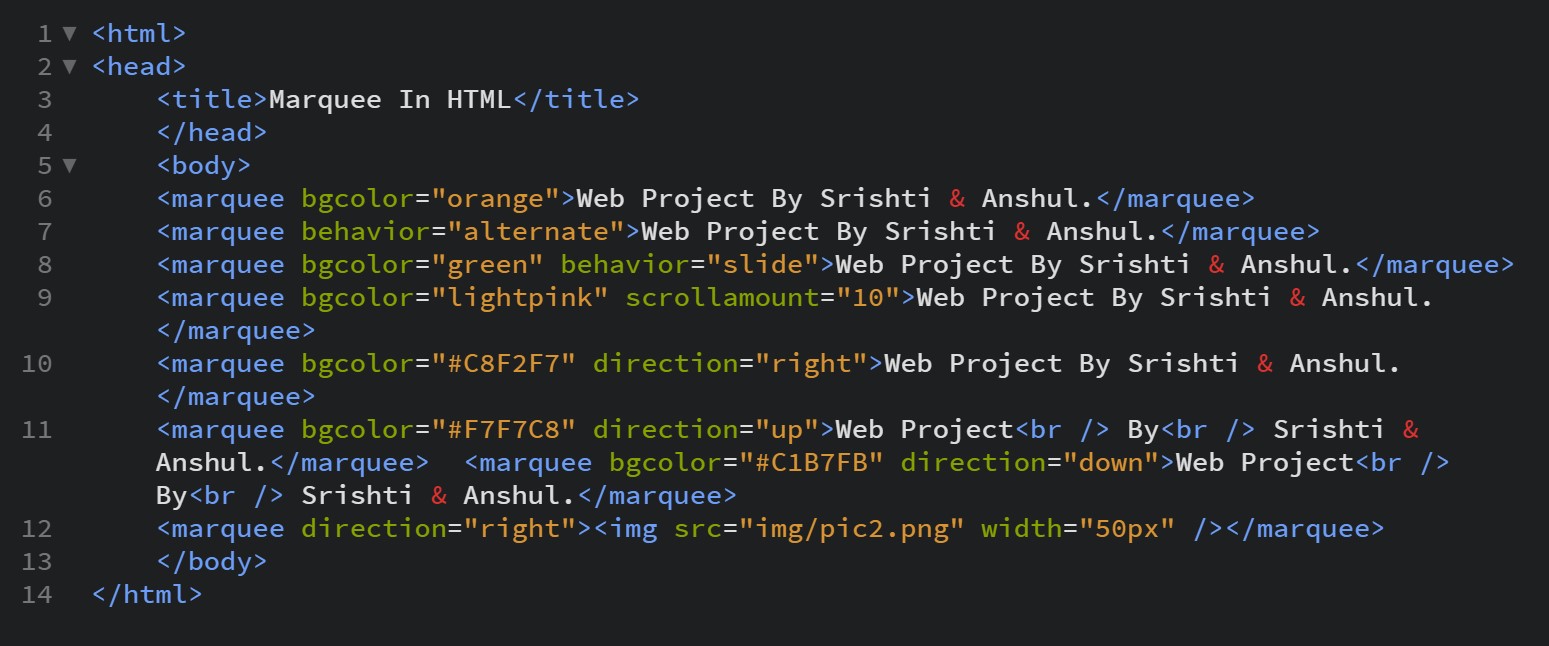 1 ▼ <html>
2 ▼ <head>
3 <title>Marquee In HTML</title>
4 </head>
5 ▼ <body>
6 <marquee bgcolor="orange">Web Project By Srishti & Anshul.</marquee>
7 <marquee behavior="alternate">Web Project By Srishti & Anshul.</marquee>
8 <marquee bgcolor="green" behavior="slide">Web Project By Srishti & Anshul.</marquee>
9 <marquee bgcolor="lightpink" scrollamount="10">Web Project By Srishti & Anshul.
</marquee>
10 <marquee bgcolor="#C8F2F7" direction="right">Web Project By Srishti & Anshul.
</marquee>
11 <marquee bgcolor="#F7F7C8" direction="up">Web Project<br /> By<br /> Srishti &
Anshul.</marquee>  <marquee bgcolor="#C1B7FB" direction="down">Web Project<br />
By<br /> Srishti & Anshul.</marquee>
12 <marquee direction="right"><img src="img/pic2.png" width="50px" /></marquee>
13 </body>
14 </html>